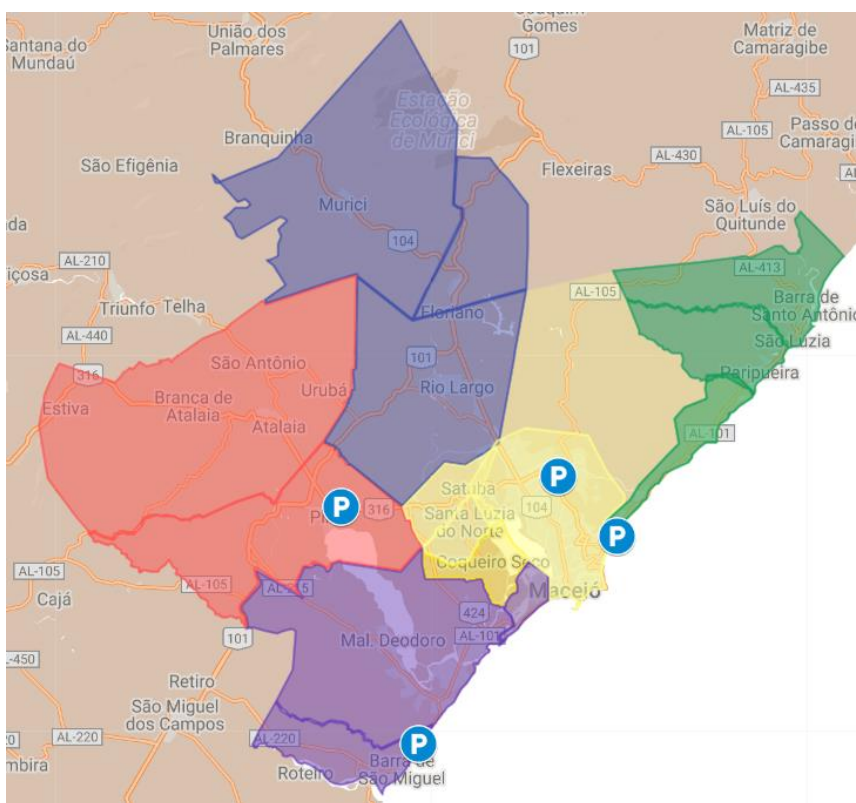 Joaquim
Gomes
União dos
Palmares
Matriz de
Camaragibe
Santana do
Mundaú
101
AL-435
Estação
Ecológica
de Murici
AL-105
Passo de
Camaragi
Branquinha
AL-430
São Efigênia
Flexeiras
Murici
São Luís do
Quitunde
104
AL-210
AL-413
AL-105
Barra de
Santo Antônio
Triunfo
Telha
Floriano
São Luzia
AL-440
101
São Antônio
316
Paripueira
Urubá
Rio Largo
Estiva
Branca de
Atalaia
Atalaia
AL-101
P
Satuba
P
316
Santa Luzia
do Norte
104
P
Coqueiro Seco
AL-105
AL-105
AL-215
Maceió
Cajá
424
101
Mal. Deodoro
AL-101
AL-450
Retiro
São Miguel
dos Campos
AL-220
AL-220
P
Barra de
São Miguel
Roteiro